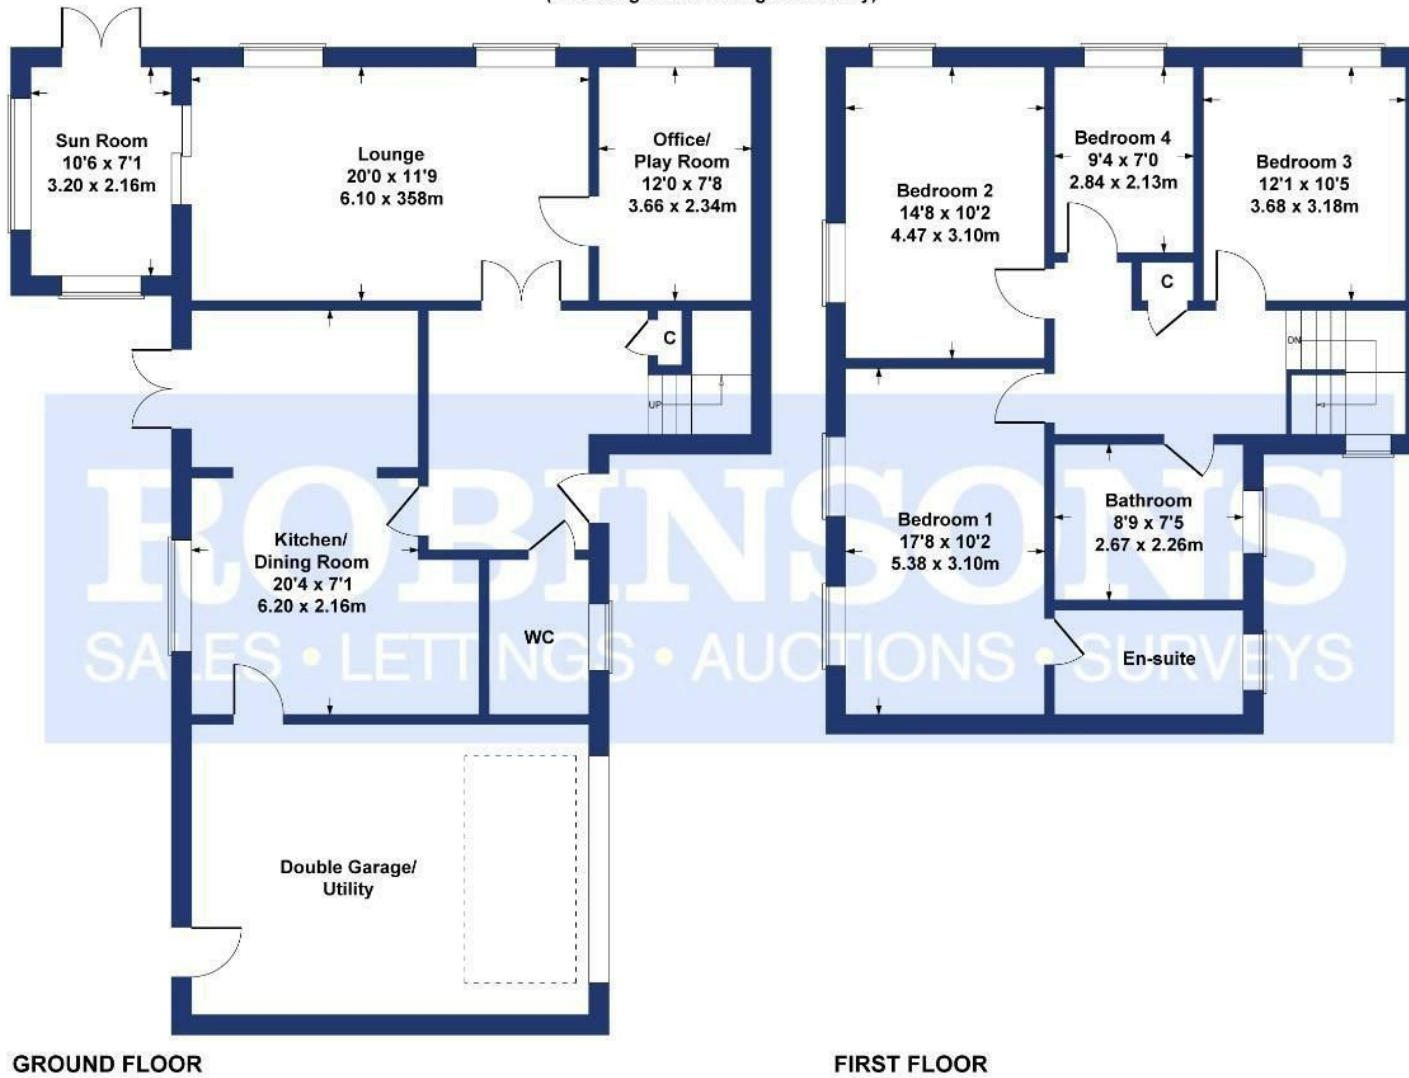 Sun Room
10'6 x 7'1
3.20 x 2.16m
Lounge
20'0 x 11'9
6.10 x 358m
Office/
Play Room
12'0 x 7'8
3.66 x 2.34m
C
UP
Kitchen/
Dining Room
20'4 x 7'1
6.20 x 2.16m
WC
Double Garage/
Utility
GROUND FLOOR
Bedroom 2
14'8 x 10'2
4.47 x 3.10m
Bedroom 4
9'4 x 7'0
2.84 x 2.13m
Bedroom 3
12'1 x 10'5
3.68 x 3.18m
C
DN
Bedroom 1
17'8 x 10'2
5.38 x 3.10m
Bathroom
8'9 x 7'5
2.67 x 2.26m
En-suite
FIRST FLOOR
ROBINSONS
SALES • LETTINGS • AUCTIONS • SURVEYS